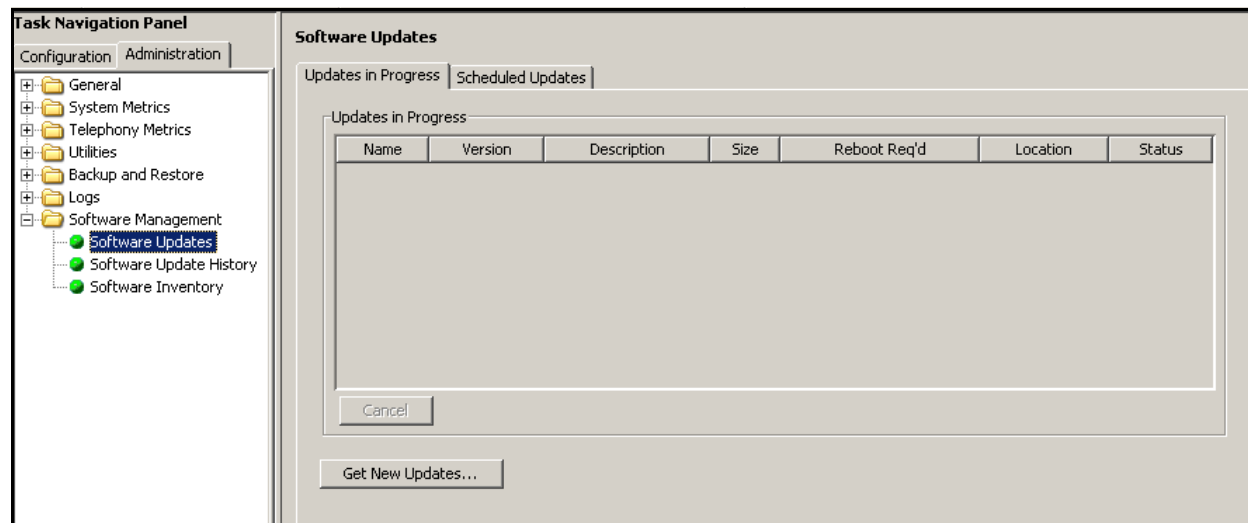 Task Navigation Panel
Configuration Administration
General
System Metrics
Telephony Metrics
Utilities
Backup and Restore
Logs
Software Management
Software Updates
Software Update History
Software Inventory
Software Updates
Updates in Progress Scheduled Updates
Updates in Progress
Name Version Description Size Reboot Req'd Location Status
Cancel
Get New Updates...